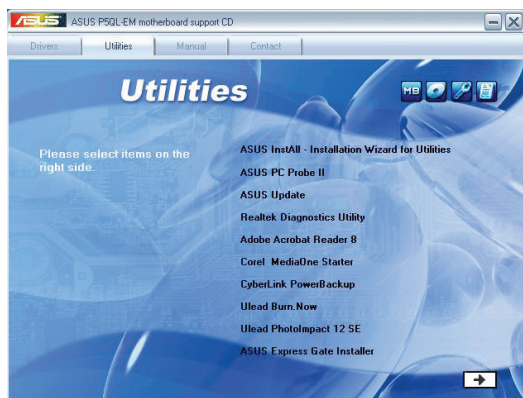 ASUS ASUS P5QL-EM motherboard support CD
Drivers Utilities Manual Contact
Utilities
MB
Please select items on the
right side.
ASUS InstAll - Installation Wizard for Utilities
ASUS PC Probe II
ASUS Update
Realtek Diagnostics Utility
Adobe Acrobat Reader 8
Corel MediaOne Starter
CyberLink PowerBackup
Ulead Burn.Now
Ulead PhotoImpact 12 SE
ASUS Express Gate Installer